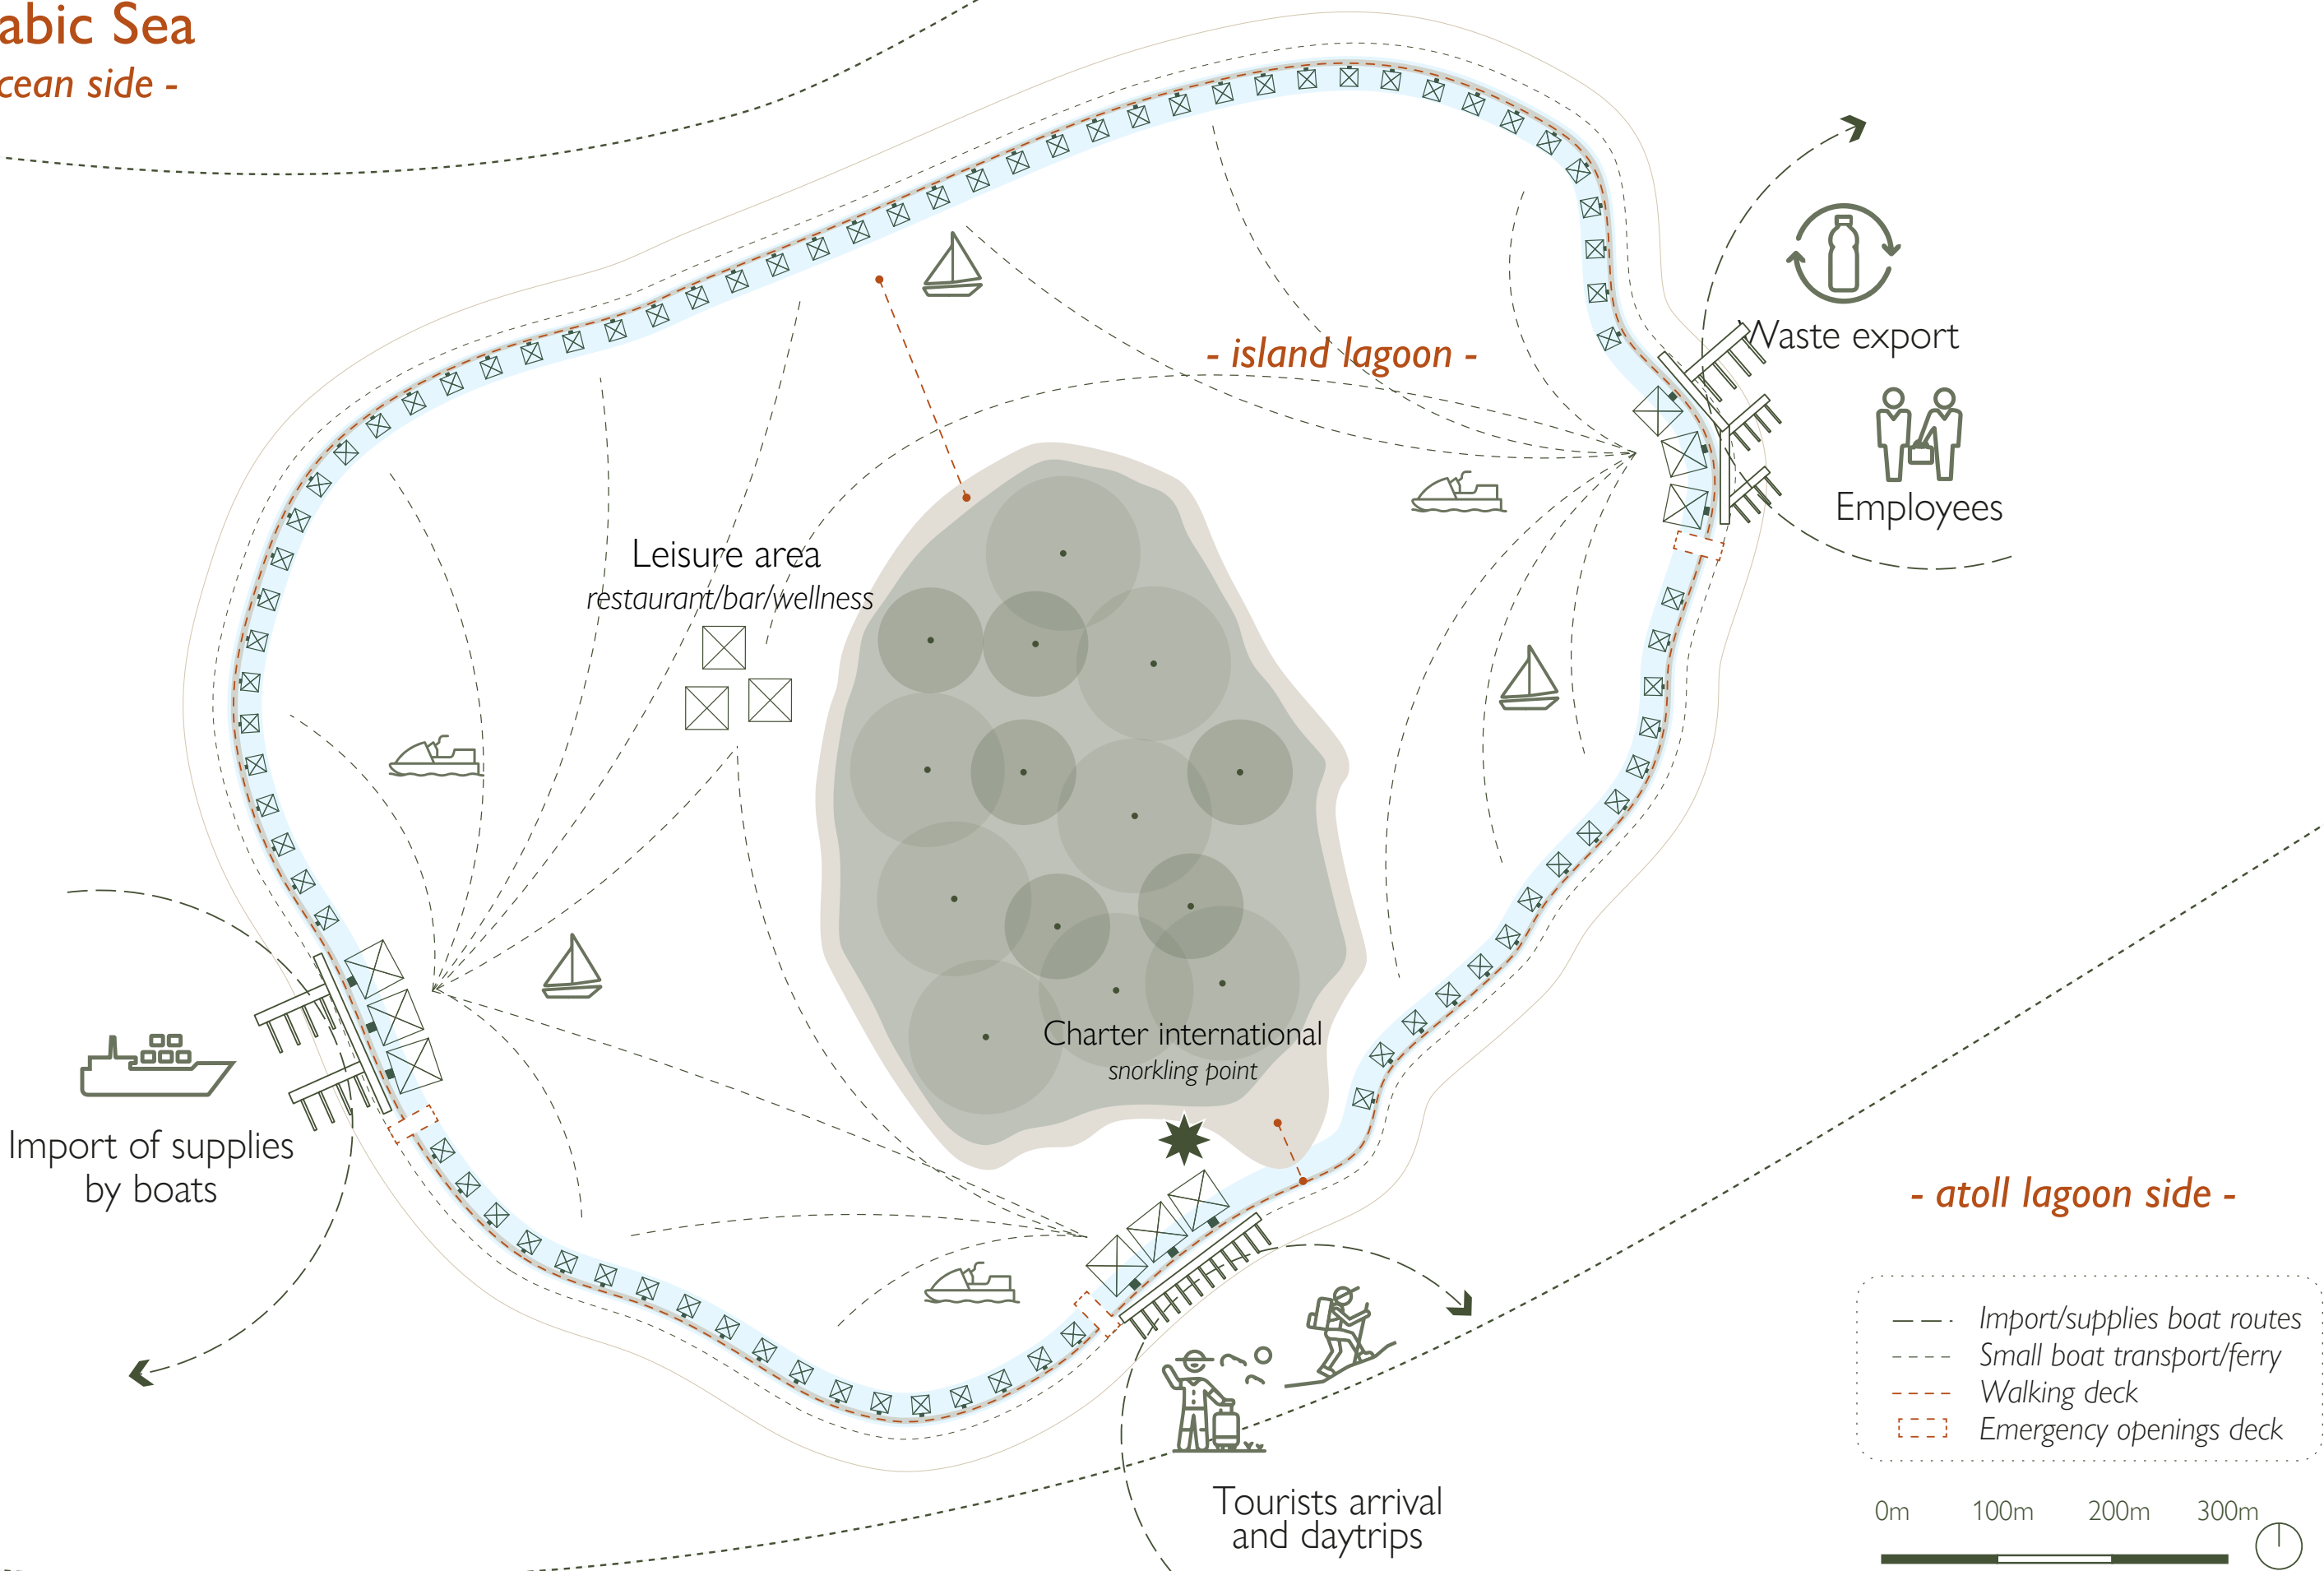 abic Sea
cean side -
Waste export
- island lagoon -
Employees
Leisure area
restaurant/bar/wellness
Charter international
snorkling point
Import of supplies
by boats
- atoll lagoon side -
Import/supplies boat routes
Small boat transport/ferry
Walking deck
Emergency openings deck
Tourists arrival
and daytrips
0m 100m 200m 300m